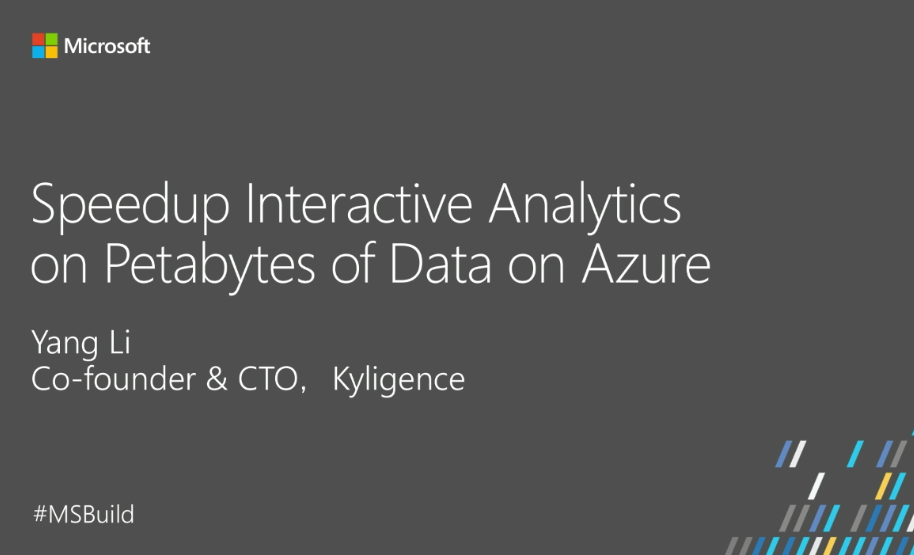 Microsoft
Speedup Interactive Analytics
on Petabytes of Data on Azure
Yang Li
Co-founder & CTO,   Kyligence
#MSBuild